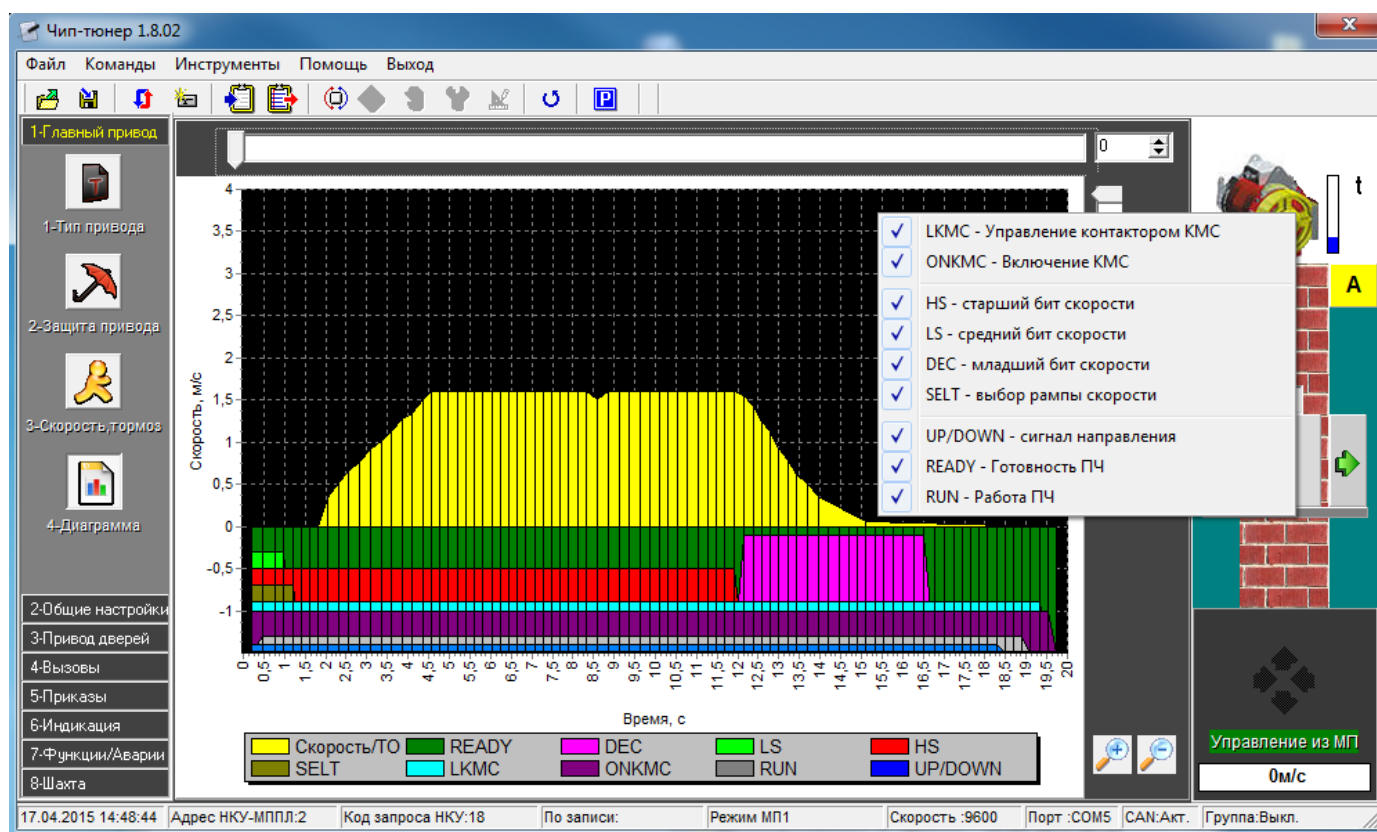 Чип-тюнер 1.8.02
x
Файл Команды Инструменты Помощь Выход
P
1-Главный привод
T
1-Тип привода
2-Защита привода
3-Скорость,тормоз
4-Диаграмма
2-Общие настройки
3-Привод дверей
4-Вызовы
5-Приказы
6-Индикация
7-Функции/Аварии
8-Шахта
0
Скорость, м/с
4
3,5
3
2,5
2
1,5
1
0,5
0
-0,5
-1
0 0,5 1 1,5 2 2,5 3 3,5 4 4,5 5 5,5 6 6,5 7 7,5 8 8,5 9 9,5 10 10,5 11 11,5 12 12,5 13 13,5 14 14,5 15 15,5 16 16,5 17 17,5 18 18,5 19 19,5 20
Время, с
Скорость/ТО READY DEC LS HS
SELT LKMC ONKMC RUN UP/DOWN
LKMC - Управление контактором КМС
ONKMC - Включение КМС
HS - старший бит скорости
LS - средний бит скорости
DEC - младший бит скорости
SELT - выбор рампы скорости
UP/DOWN - сигнал направления
READY - Готовность ПЧ
RUN - Работа ПЧ
t
A
Управление из МП
0м/с
17.04.2015 14:48:44 Адрес НКУ-МППЛ:2 Код запроса НКУ:18 По записи: Режим МП1 Скорость :9600 Порт :COM5 CAN:Акт. Группа:Выкл.